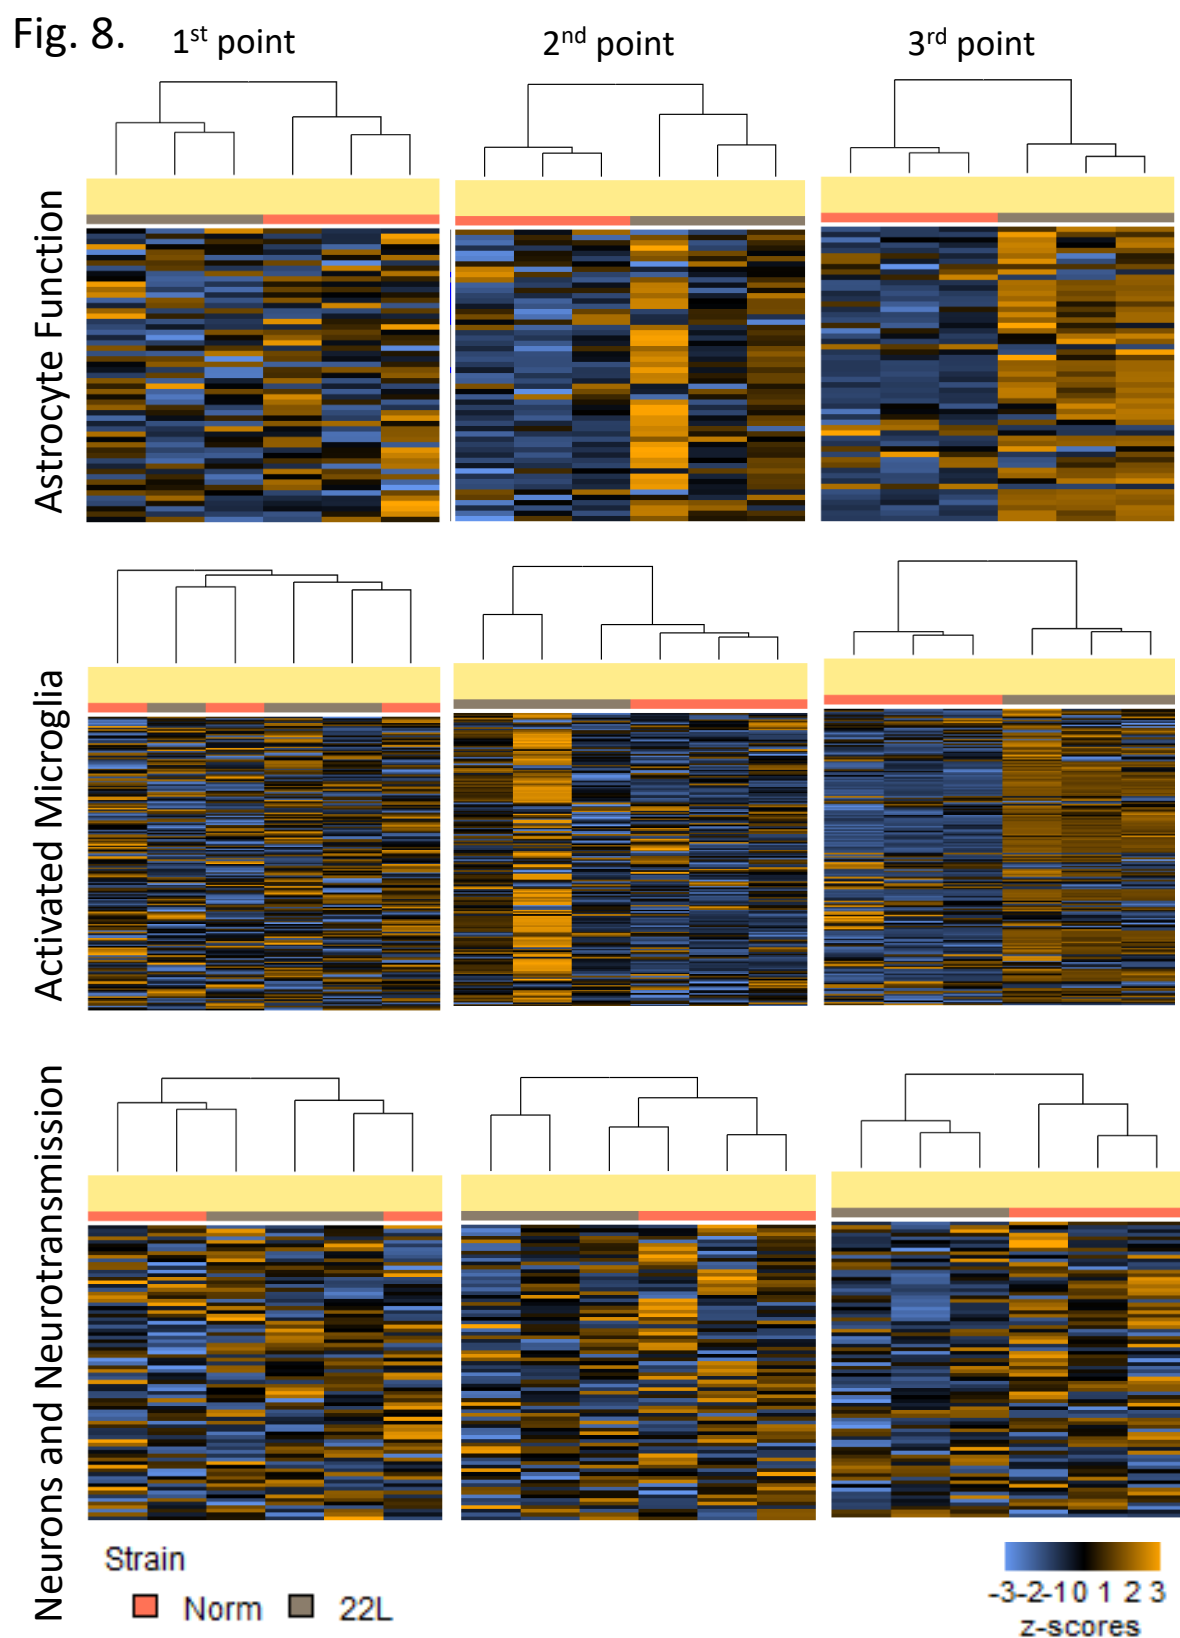 Fig. 8.
1st point
2nd point
3rd point
Astrocyte Function
Activated Microglia
Neurons and Neurotransmission
Strain
Norm
22L
-3-2-1 0 1 2 3
z-scores